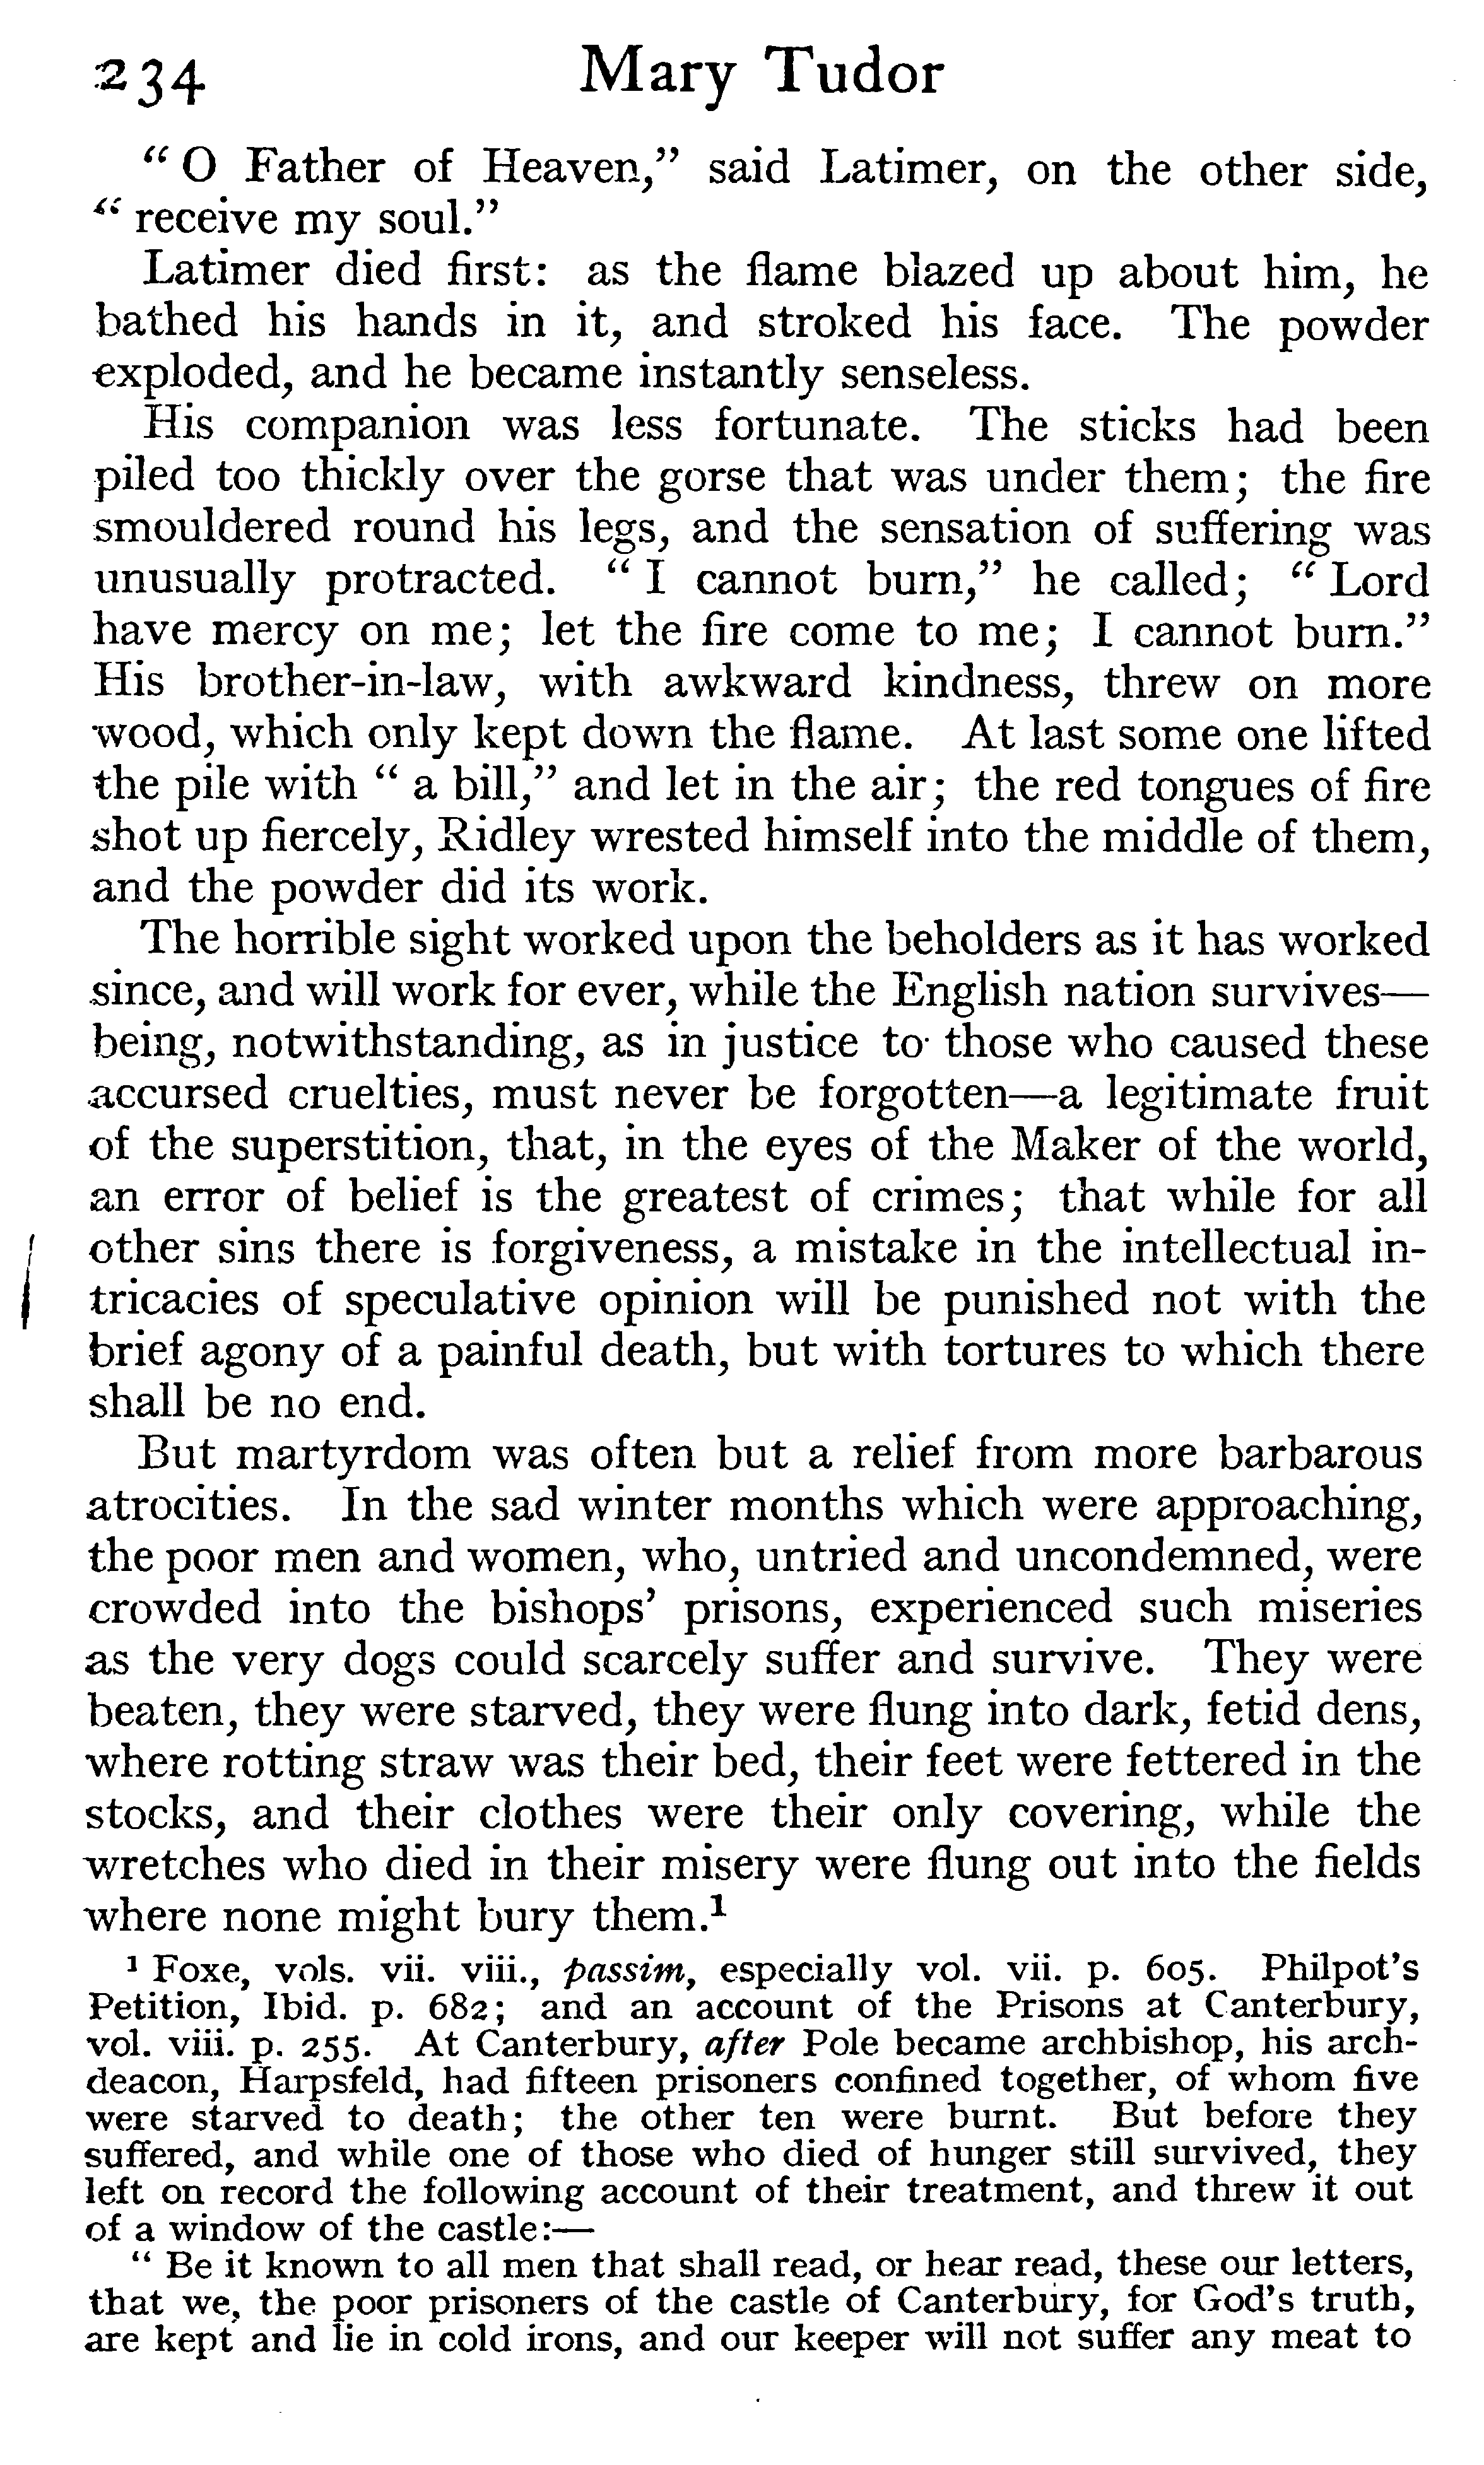 234 Mary Tudor
“ O Father of Heaven,” said Latimer, on the other side,
“ receive my soul.”
Latimer died first: as the flame blazed up about him, he
bathed his hands in it, and stroked his face. The powder
exploded, and he became instantly senseless.
His companion was less fortunate. The sticks had been
piled too thickly over the gorse that was under them; the fire
smouldered round his legs, and the sensation of suffering was
unusually protracted. “ I cannot burn,” he called; “ Lord
have mercy on me; let the fire come to me; I cannot burn.”
His brother-in-law, with awkward kindness, threw on more
wood, which only kept down the flame. At last some one lifted
the pile with “ a bill,” and let in the air; the red tongues of fire
shot up fiercely, Ridley wrested himself into the middle of them,
and the powder did its work.
The horrible sight worked upon the beholders as it has worked
since, and will work for ever, while the English nation survives—
being, notwithstanding, as in justice to those who caused these
accursed cruelties, must never be forgotten—a legitimate fruit
of the superstition, that, in the eyes of the Maker of the world,
an error of belief is the greatest of crimes; that while for all
other sins there is forgiveness, a mistake in the intellectual in-
tricacies of speculative opinion will be punished not with the
brief agony of a painful death, but with tortures to which there
shall be no end.
But martyrdom was often but a relief from more barbarous
atrocities. In the sad winter months which were approaching,
the poor men and women, who, untried and uncondemned, were
crowded into the bishops’ prisons, experienced such miseries
as the very dogs could scarcely suffer and survive. They were
beaten, they were starved, they were flung into dark, fetid dens,
where rotting straw was their bed, their feet were fettered in the
stocks, and their clothes were their only covering, while the
wretches who died in their misery were flung out into the fields
where none might bury them.¹
¹ Foxe, vols. vii. viii., passim, especially vol. vii. p. 605. Philpot’s
Petition, Ibid. p. 682; and an account of the Prisons at Canterbury,
vol. viii. p. 255. At Canterbury, after Pole became archbishop, his arch-
deacon, Harpsfeld, had fifteen prisoners confined together, of whom five
were starved to death; the other ten were burnt. But before they
suffered, and while one of those who died of hunger still survived, they
left on record the following account of their treatment, and threw it out
of a window of the castle:—
“ Be it known to all men that shall read, or hear read, these our letters,
that we, the poor prisoners of the castle of Canterbury, for God’s truth,
are kept and lie in cold irons, and our keeper will not suffer any meat to